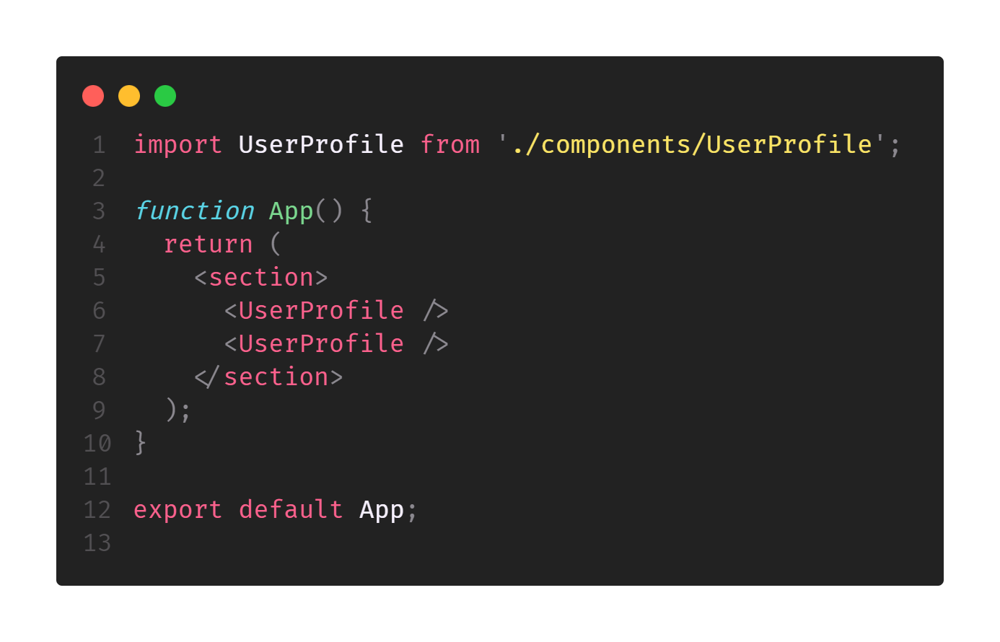 1 import UserProfile from './components/UserProfile';
2
3 function App() {
4   return (
5     <section>
6       <UserProfile />
7       <UserProfile />
8     </section>
9   );
10 }
11
12 export default App;
13